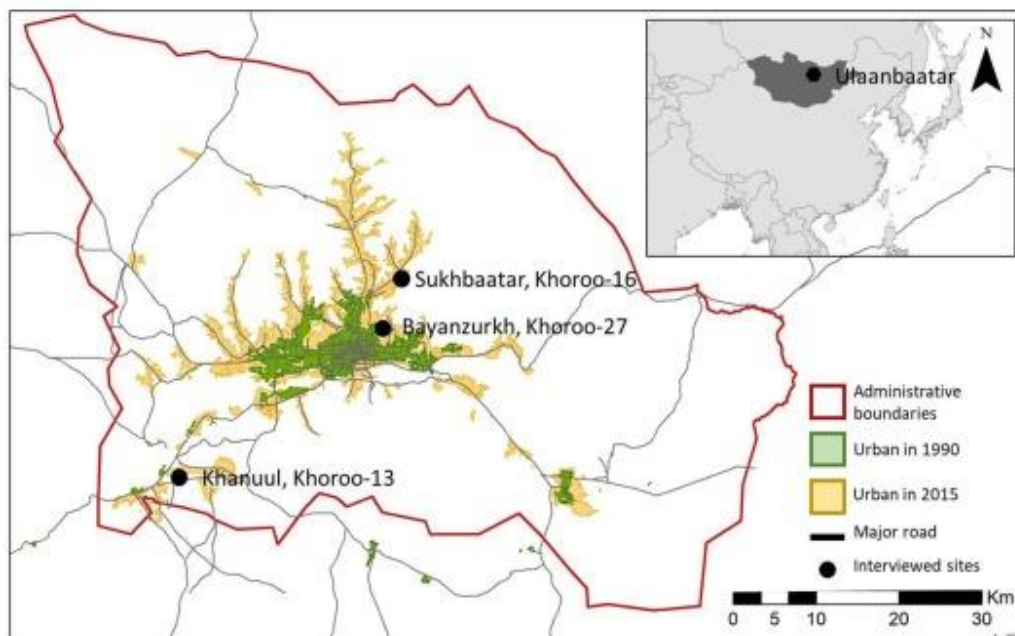 N
Ulaanbaatar
Sukhbaatar, Khoroo-16
Bayanzurkh, Khoroo-27
Khanuul, Khoroo-13
Administrative
boundaries
Urban in 1990
Urban in 2015
Major road
Interviewed sites
Km
0 5 10 20 30